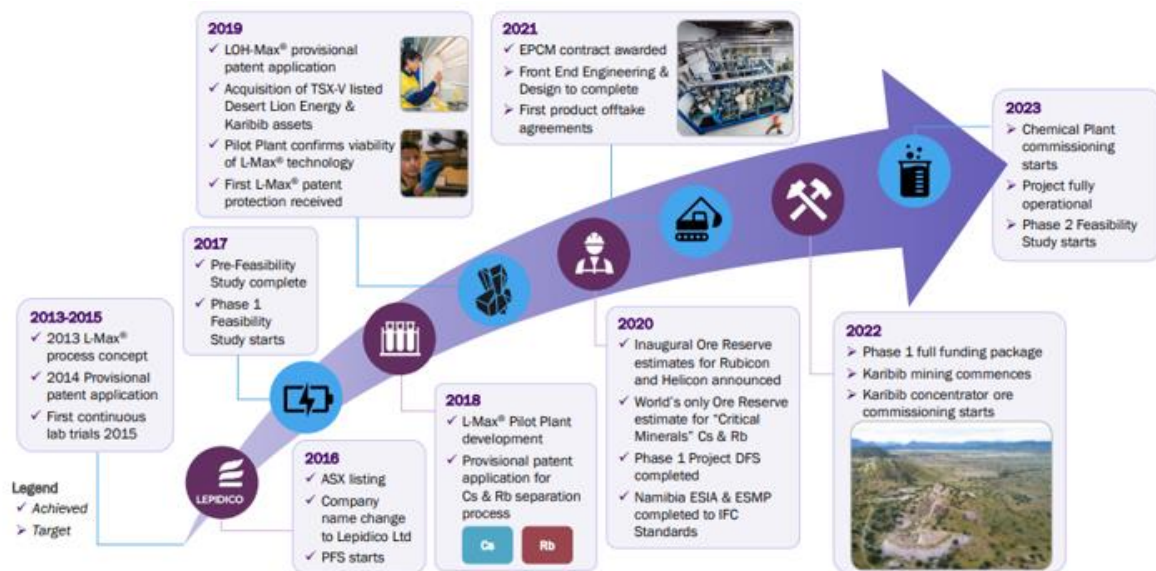 2019
✓ LOH-Max® provisional
patent application
✓ Acquisition of TSX-V listed
Desert Lion Energy &
Karibib assets
✓ Pilot Plant confirms viability
of L-Max® technology
✓ First L-Max® patent
protection received
2021
✓ EPCM contract awarded
➢ Front End Engineering &
Design to complete
➢ First product offtake
agreements
2023
➢ Chemical Plant
commissioning
starts
➢ Project fully
operational
➢ Phase 2 Feasibility
Study starts
2017
✓ Pre-Feasibility
Study complete
✓ Phase 1
Feasibility
Study starts
2013-2015
✓ 2013 L-Max®
process concept
✓ 2014 Provisional
patent application
✓ First continuous
lab trials 2015
LEPIDICO
2016
✓ ASX listing
✓ Company
name change
to Lepidico Ltd
✓ PFS starts
2018
✓ L-Max® Pilot Plant
development
✓ Provisional patent
application for
Cs & Rb separation
process
Cs Rb
2020
✓ Inaugural Ore Reserve
estimates for Rubicon
and Helicon announced
✓ World's only Ore Reserve
estimate for "Critical
Minerals" Cs & Rb
✓ Phase 1 Project DFS
completed
✓ Namibia ESIA & ESMP
completed to IFC
Standards
2022
➢ Phase 1 full funding package
➢ Karibib mining commences
➢ Karibib concentrator ore
commissioning starts
Legend
✓ Achieved
➢ Target